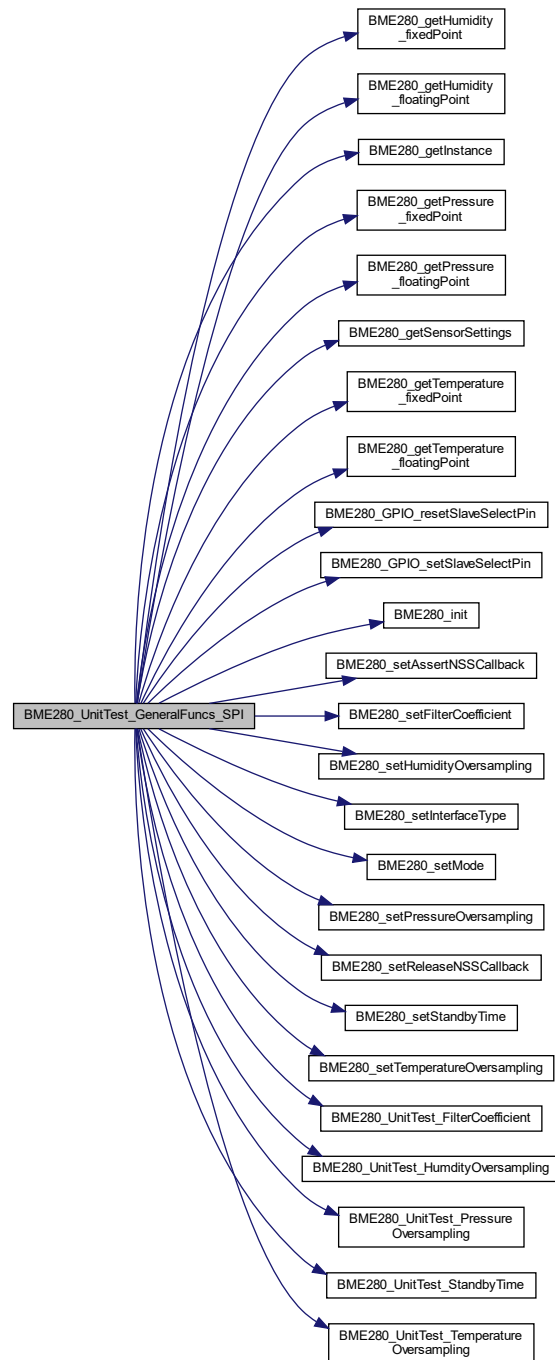 BME280_getHumidity
_fixedPoint
BME280_getHumidity
_floatingPoint
BME280_getInstance
BME280_getPressure
_fixedPoint
BME280_getPressure
_floatingPoint
BME280_getSensorSettings
BME280_getTemperature
_fixedPoint
BME280_getTemperature
_floatingPoint
BME280_GPIO_resetSlaveSelectPin
BME280_GPIO_setSlaveSelectPin
BME280_init
BME280_setAssertNSSCallback
BME280_UnitTest_GeneralFuncs_SPI
BME280_setFilterCoefficient
BME280_setHumidityOversampling
BME280_setInterfaceType
BME280_setMode
BME280_setPressureOversampling
BME280_setReleaseNSSCallback
BME280_setStandbyTime
BME280_setTemperatureOversampling
BME280_UnitTest_FilterCoefficient
BME280_UnitTest_HumdityOversampling
BME280_UnitTest_Pressure
Oversampling
BME280_UnitTest_StandbyTime
BME280_UnitTest_Temperature
Oversampling